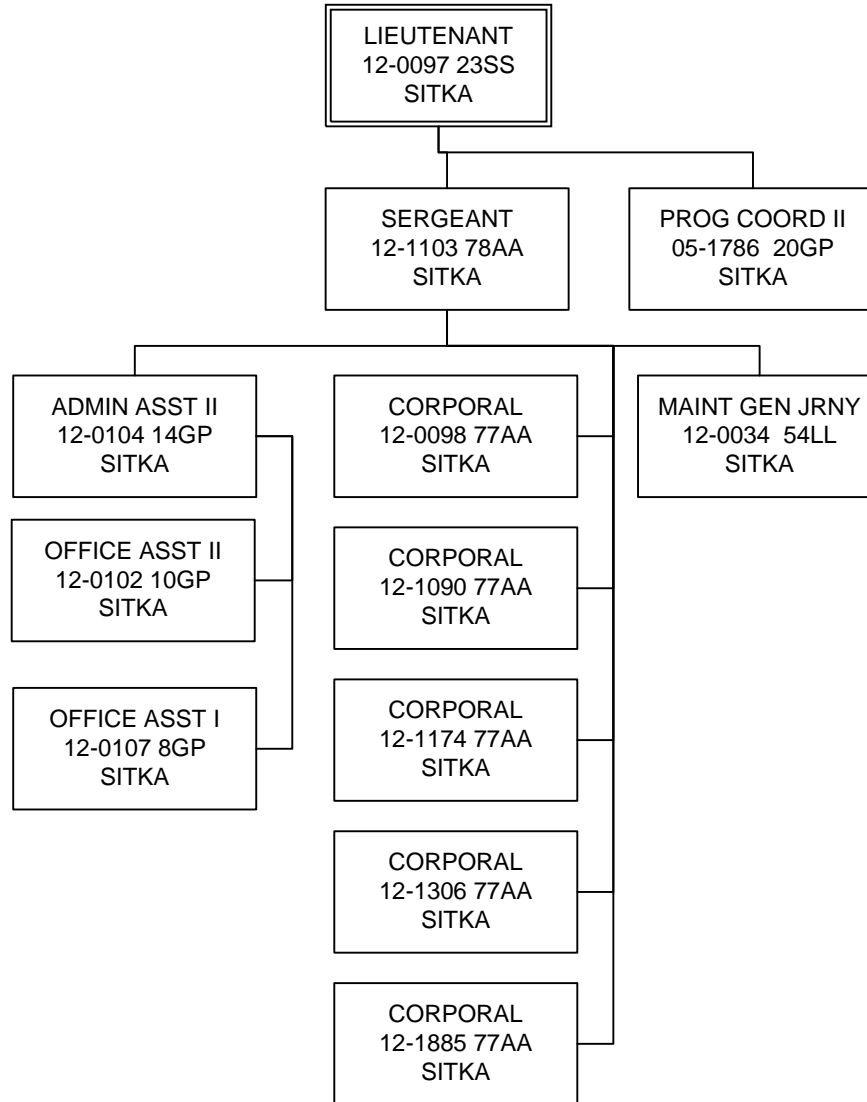 LIEUTENANT
12-0097 23SS
SITKA
SERGEANT
12-1103 78AA
SITKA
PROG COORD II
05-1786  20GP
SITKA
ADMIN ASST II
12-0104 14GP
SITKA
OFFICE ASST II
12-0102 10GP
SITKA
OFFICE ASST I
12-0107 8GP
SITKA
CORPORAL
12-0098 77AA
SITKA
CORPORAL
12-1090 77AA
SITKA
CORPORAL
12-1174 77AA
SITKA
CORPORAL
12-1306 77AA
SITKA
CORPORAL
12-1885 77AA
SITKA
MAINT GEN JRNY
12-0034  54LL
SITKA